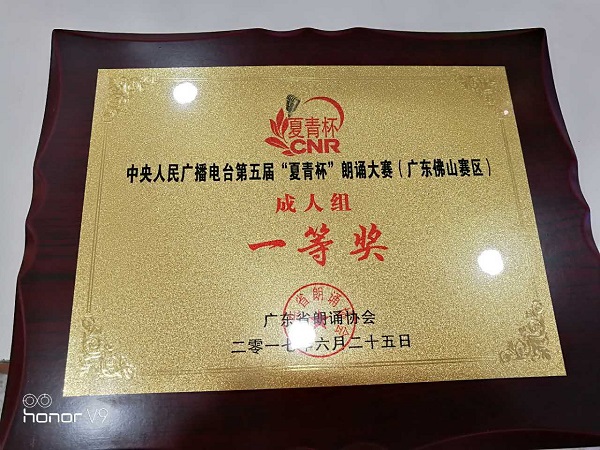 夏青杯
CNR
中央人民广播电台第五届“夏青杯”朗诵大赛（广东佛山赛区）
成人组
一等奖
广东省朗诵协会
二零一七年六月二十五日
honor V9